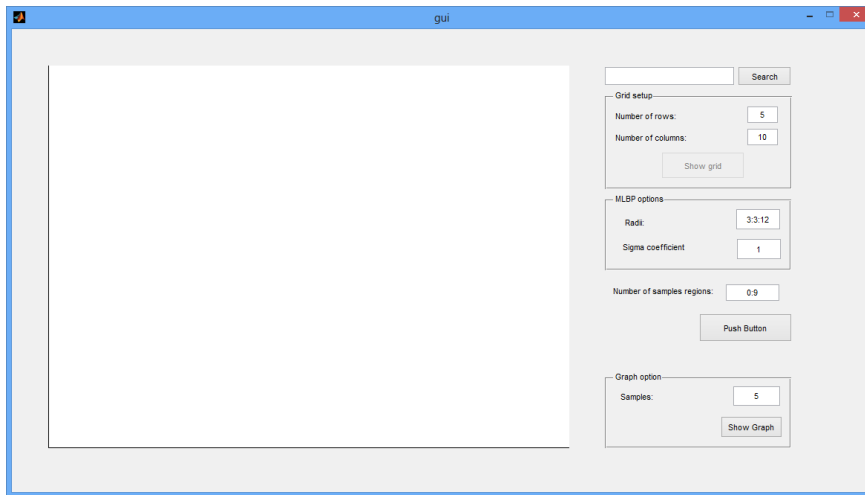 gui
Search
Grid setup
Number of rows: 5
Number of columns: 10
Show grid
MLBP options
Radii: 3:3:12
Sigma coefficient 1
Number of samples regions: 0:9
Push Button
Graph option
Samples: 5
Show Graph